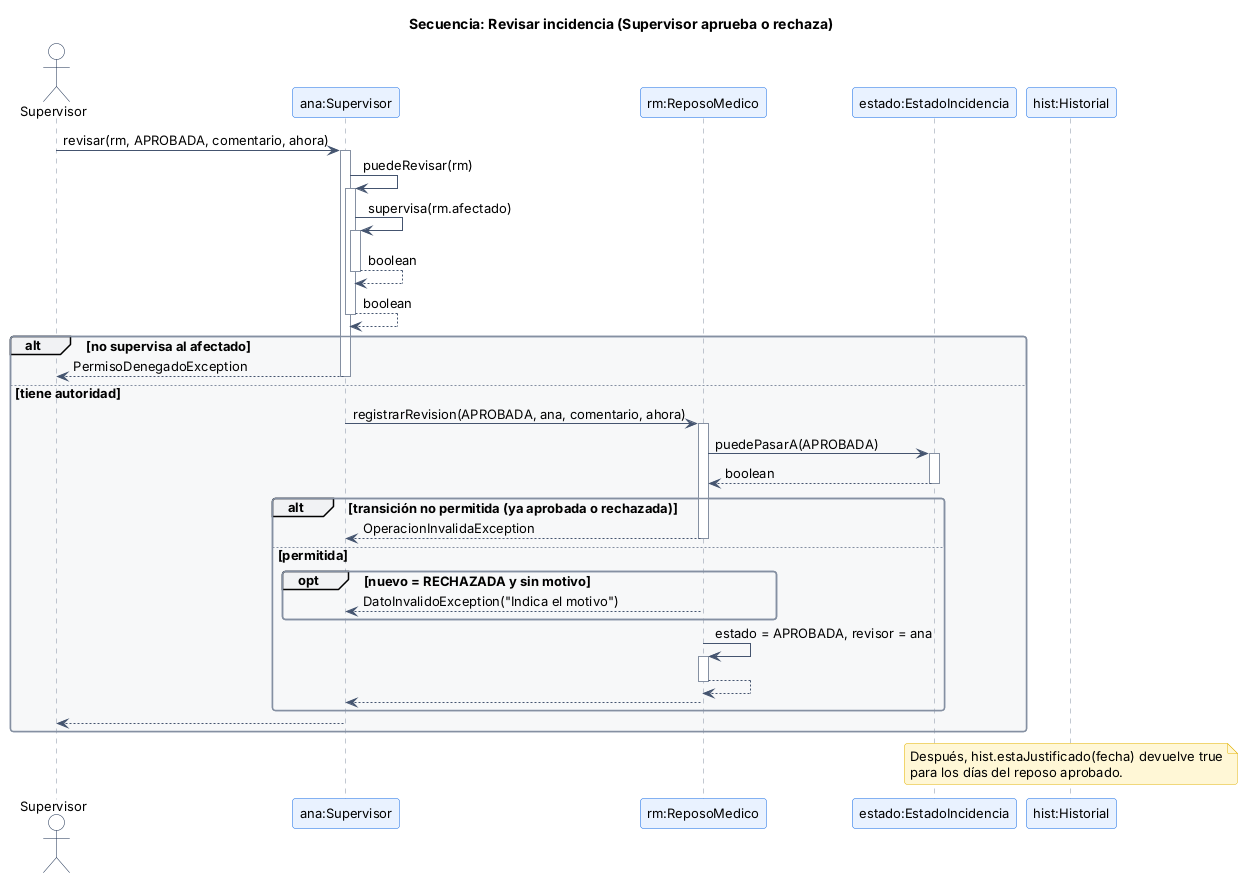 Secuencia: Revisar incidencia (Supervisor aprueba o rechaza)
Supervisor
ana:Supervisor
rm:ReposoMedico
estado:EstadoIncidencia
hist:Historial
revisar(rm, APROBADA, comentario, ahora)
puedeRevisar(rm)
supervisa(rm.afectado)
boolean
boolean
alt
[no supervisa al afectado]
PermisoDenegadoException
[tiene autoridad]
registrarRevision(APROBADA, ana, comentario, ahora)
puedePasarA(APROBADA)
boolean
alt
[transición no permitida (ya aprobada o rechazada)]
OperacionInvalidaException
[permitida]
opt
[nuevo = RECHAZADA y sin motivo]
DatoInvalidoException("Indica el motivo")
estado = APROBADA, revisor = ana
Después, hist.estaJustificado(fecha) devuelve true
para los días del reposo aprobado.
Supervisor
ana:Supervisor
rm:ReposoMedico
estado:EstadoIncidencia
hist:Historial